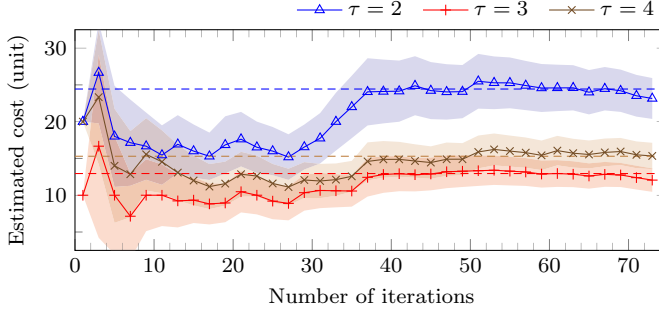 τ = 2 τ = 3 τ = 4
Estimated cost (unit)
30
20
10
0 10 20 30 40 50 60 70
Number of iterations